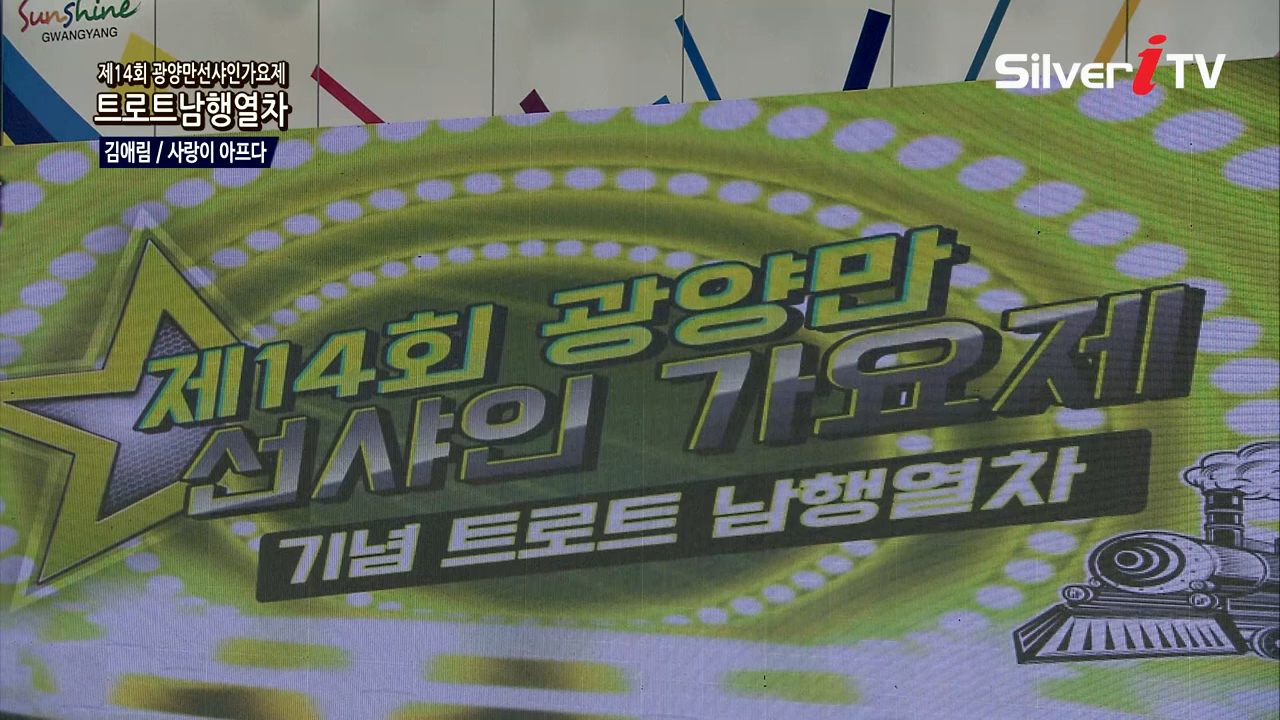 Sunshine
GWANGYANG
제14회 광양만선샤인가요제
트로트남행열차
김애림 / 사랑이 아프다
Silver i TV
제14회 광양만
선샤인 가요제
기념 트로트 남행열차